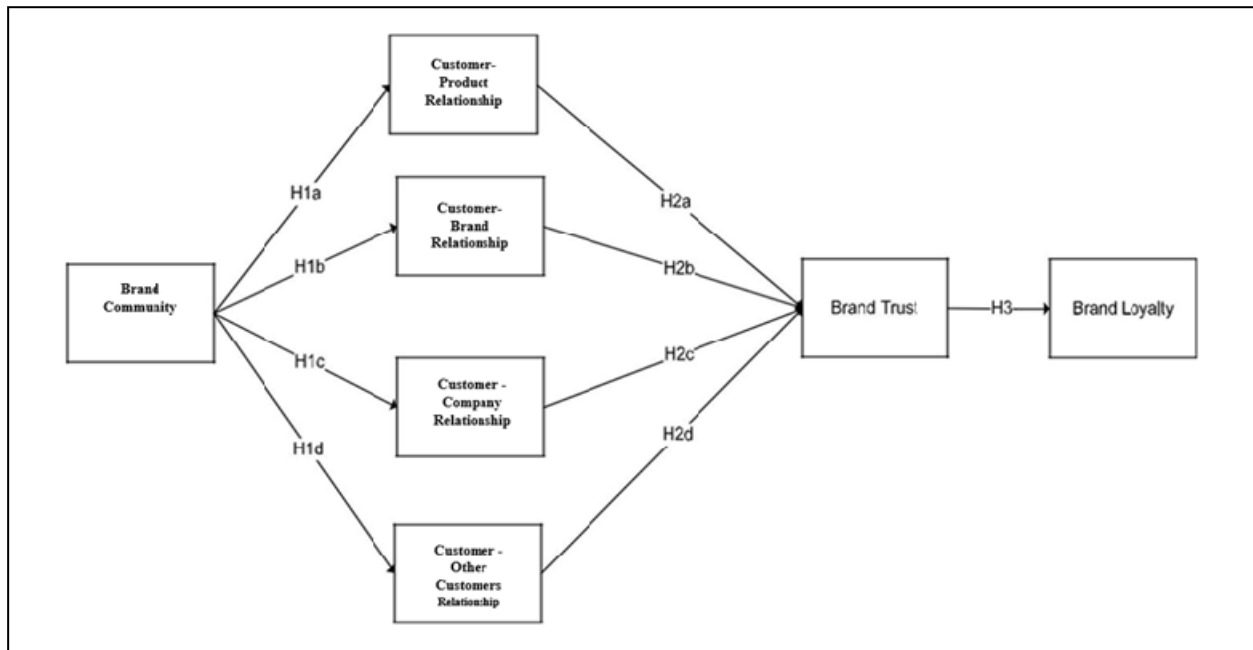 Customer-
Product
Relationship
H1a
H2a
Customer-
Brand
Relationship
H1b
H2b
Brand
Community
Brand Trust
H3
Brand Loyalty
H1c
H2c
Customer -
Company
Relationship
H1d
H2d
Customer -
Other
Customers
Relationship